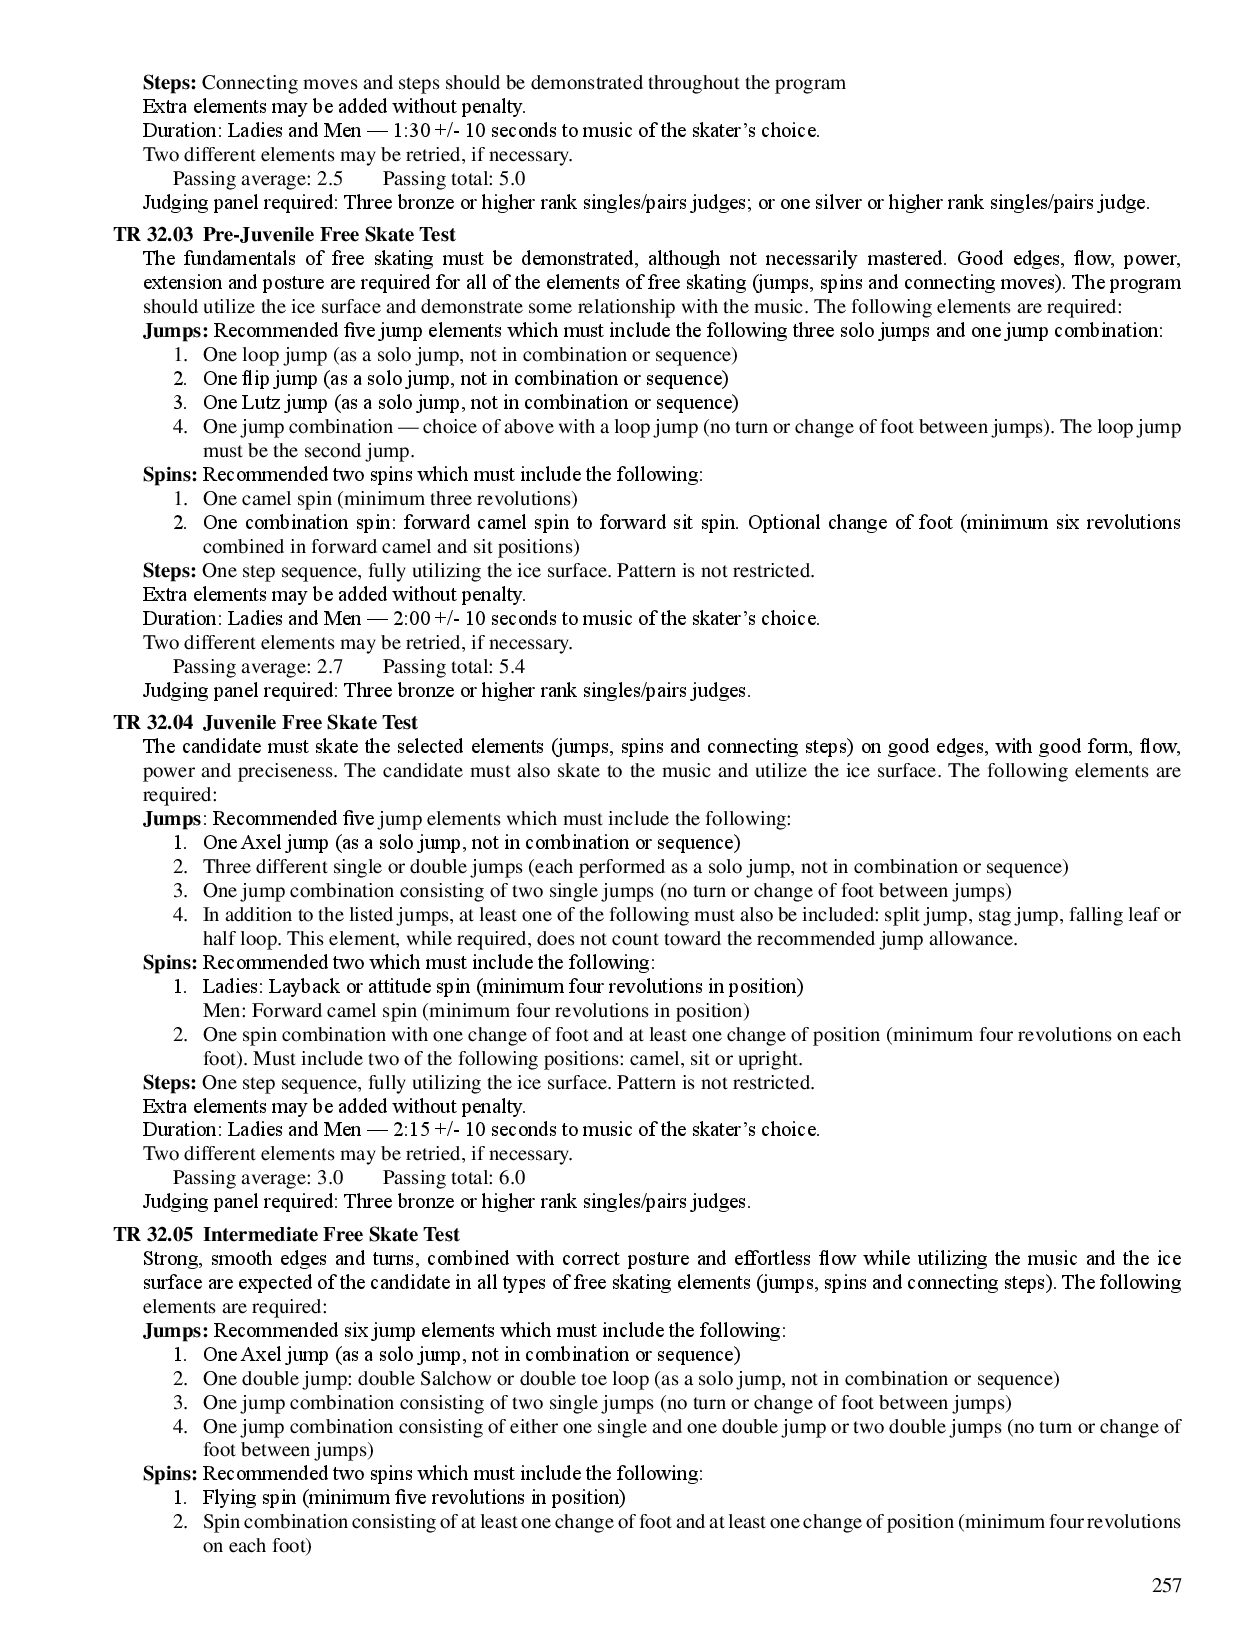 Steps: Connecting moves and steps should be demonstrated throughout the program
Extra elements may be added without penalty.
Duration: Ladies and Men — 1:30 +/- 10 seconds to music of the skater’s choice.
Two different elements may be retried, if necessary.
Passing average: 2.5 Passing total: 5.0
Judging panel required: Three bronze or higher rank singles/pairs judges; or one silver or higher rank singles/pairs judge.
TR 32.03 Pre-Juvenile Free Skate Test
The fundamentals of free skating must be demonstrated, although not necessarily mastered. Good edges, flow, power,
extension and posture are required for all of the elements of free skating (jumps, spins and connecting moves). The program
should utilize the ice surface and demonstrate some relationship with the music. The following elements are required:
Jumps: Recommended five jump elements which must include the following three solo jumps and one jump combination:
1. One loop jump (as a solo jump, not in combination or sequence)
2. One flip jump (as a solo jump, not in combination or sequence)
3. One Lutz jump (as a solo jump, not in combination or sequence)
4. One jump combination — choice of above with a loop jump (no turn or change of foot between jumps). The loop jump
must be the second jump.
Spins: Recommended two spins which must include the following:
1. One camel spin (minimum three revolutions)
2. One combination spin: forward camel spin to forward sit spin. Optional change of foot (minimum six revolutions
combined in forward camel and sit positions)
Steps: One step sequence, fully utilizing the ice surface. Pattern is not restricted.
Extra elements may be added without penalty.
Duration: Ladies and Men — 2:00 +/- 10 seconds to music of the skater’s choice.
Two different elements may be retried, if necessary.
Passing average: 2.7 Passing total: 5.4
Judging panel required: Three bronze or higher rank singles/pairs judges.
TR 32.04 Juvenile Free Skate Test
The candidate must skate the selected elements (jumps, spins and connecting steps) on good edges, with good form, flow,
power and preciseness. The candidate must also skate to the music and utilize the ice surface. The following elements are
required:
Jumps: Recommended five jump elements which must include the following:
1. One Axel jump (as a solo jump, not in combination or sequence)
2. Three different single or double jumps (each performed as a solo jump, not in combination or sequence)
3. One jump combination consisting of two single jumps (no turn or change of foot between jumps)
4. In addition to the listed jumps, at least one of the following must also be included: split jump, stag jump, falling leaf or
half loop. This element, while required, does not count toward the recommended jump allowance.
Spins: Recommended two which must include the following:
1. Ladies: Layback or attitude spin (minimum four revolutions in position)
Men: Forward camel spin (minimum four revolutions in position)
2. One spin combination with one change of foot and at least one change of position (minimum four revolutions on each
foot). Must include two of the following positions: camel, sit or upright.
Steps: One step sequence, fully utilizing the ice surface. Pattern is not restricted.
Extra elements may be added without penalty.
Duration: Ladies and Men — 2:15 +/- 10 seconds to music of the skater’s choice.
Two different elements may be retried, if necessary.
Passing average: 3.0 Passing total: 6.0
Judging panel required: Three bronze or higher rank singles/pairs judges.
TR 32.05 Intermediate Free Skate Test
Strong, smooth edges and turns, combined with correct posture and effortless flow while utilizing the music and the ice
surface are expected of the candidate in all types of free skating elements (jumps, spins and connecting steps). The following
elements are required:
Jumps: Recommended six jump elements which must include the following:
1. One Axel jump (as a solo jump, not in combination or sequence)
2. One double jump: double Salchow or double toe loop (as a solo jump, not in combination or sequence)
3. One jump combination consisting of two single jumps (no turn or change of foot between jumps)
4. One jump combination consisting of either one single and one double jump or two double jumps (no turn or change of
foot between jumps)
Spins: Recommended two spins which must include the following:
1. Flying spin (minimum five revolutions in position)
2. Spin combination consisting of at least one change of foot and at least one change of position (minimum four revolutions
on each foot)
257